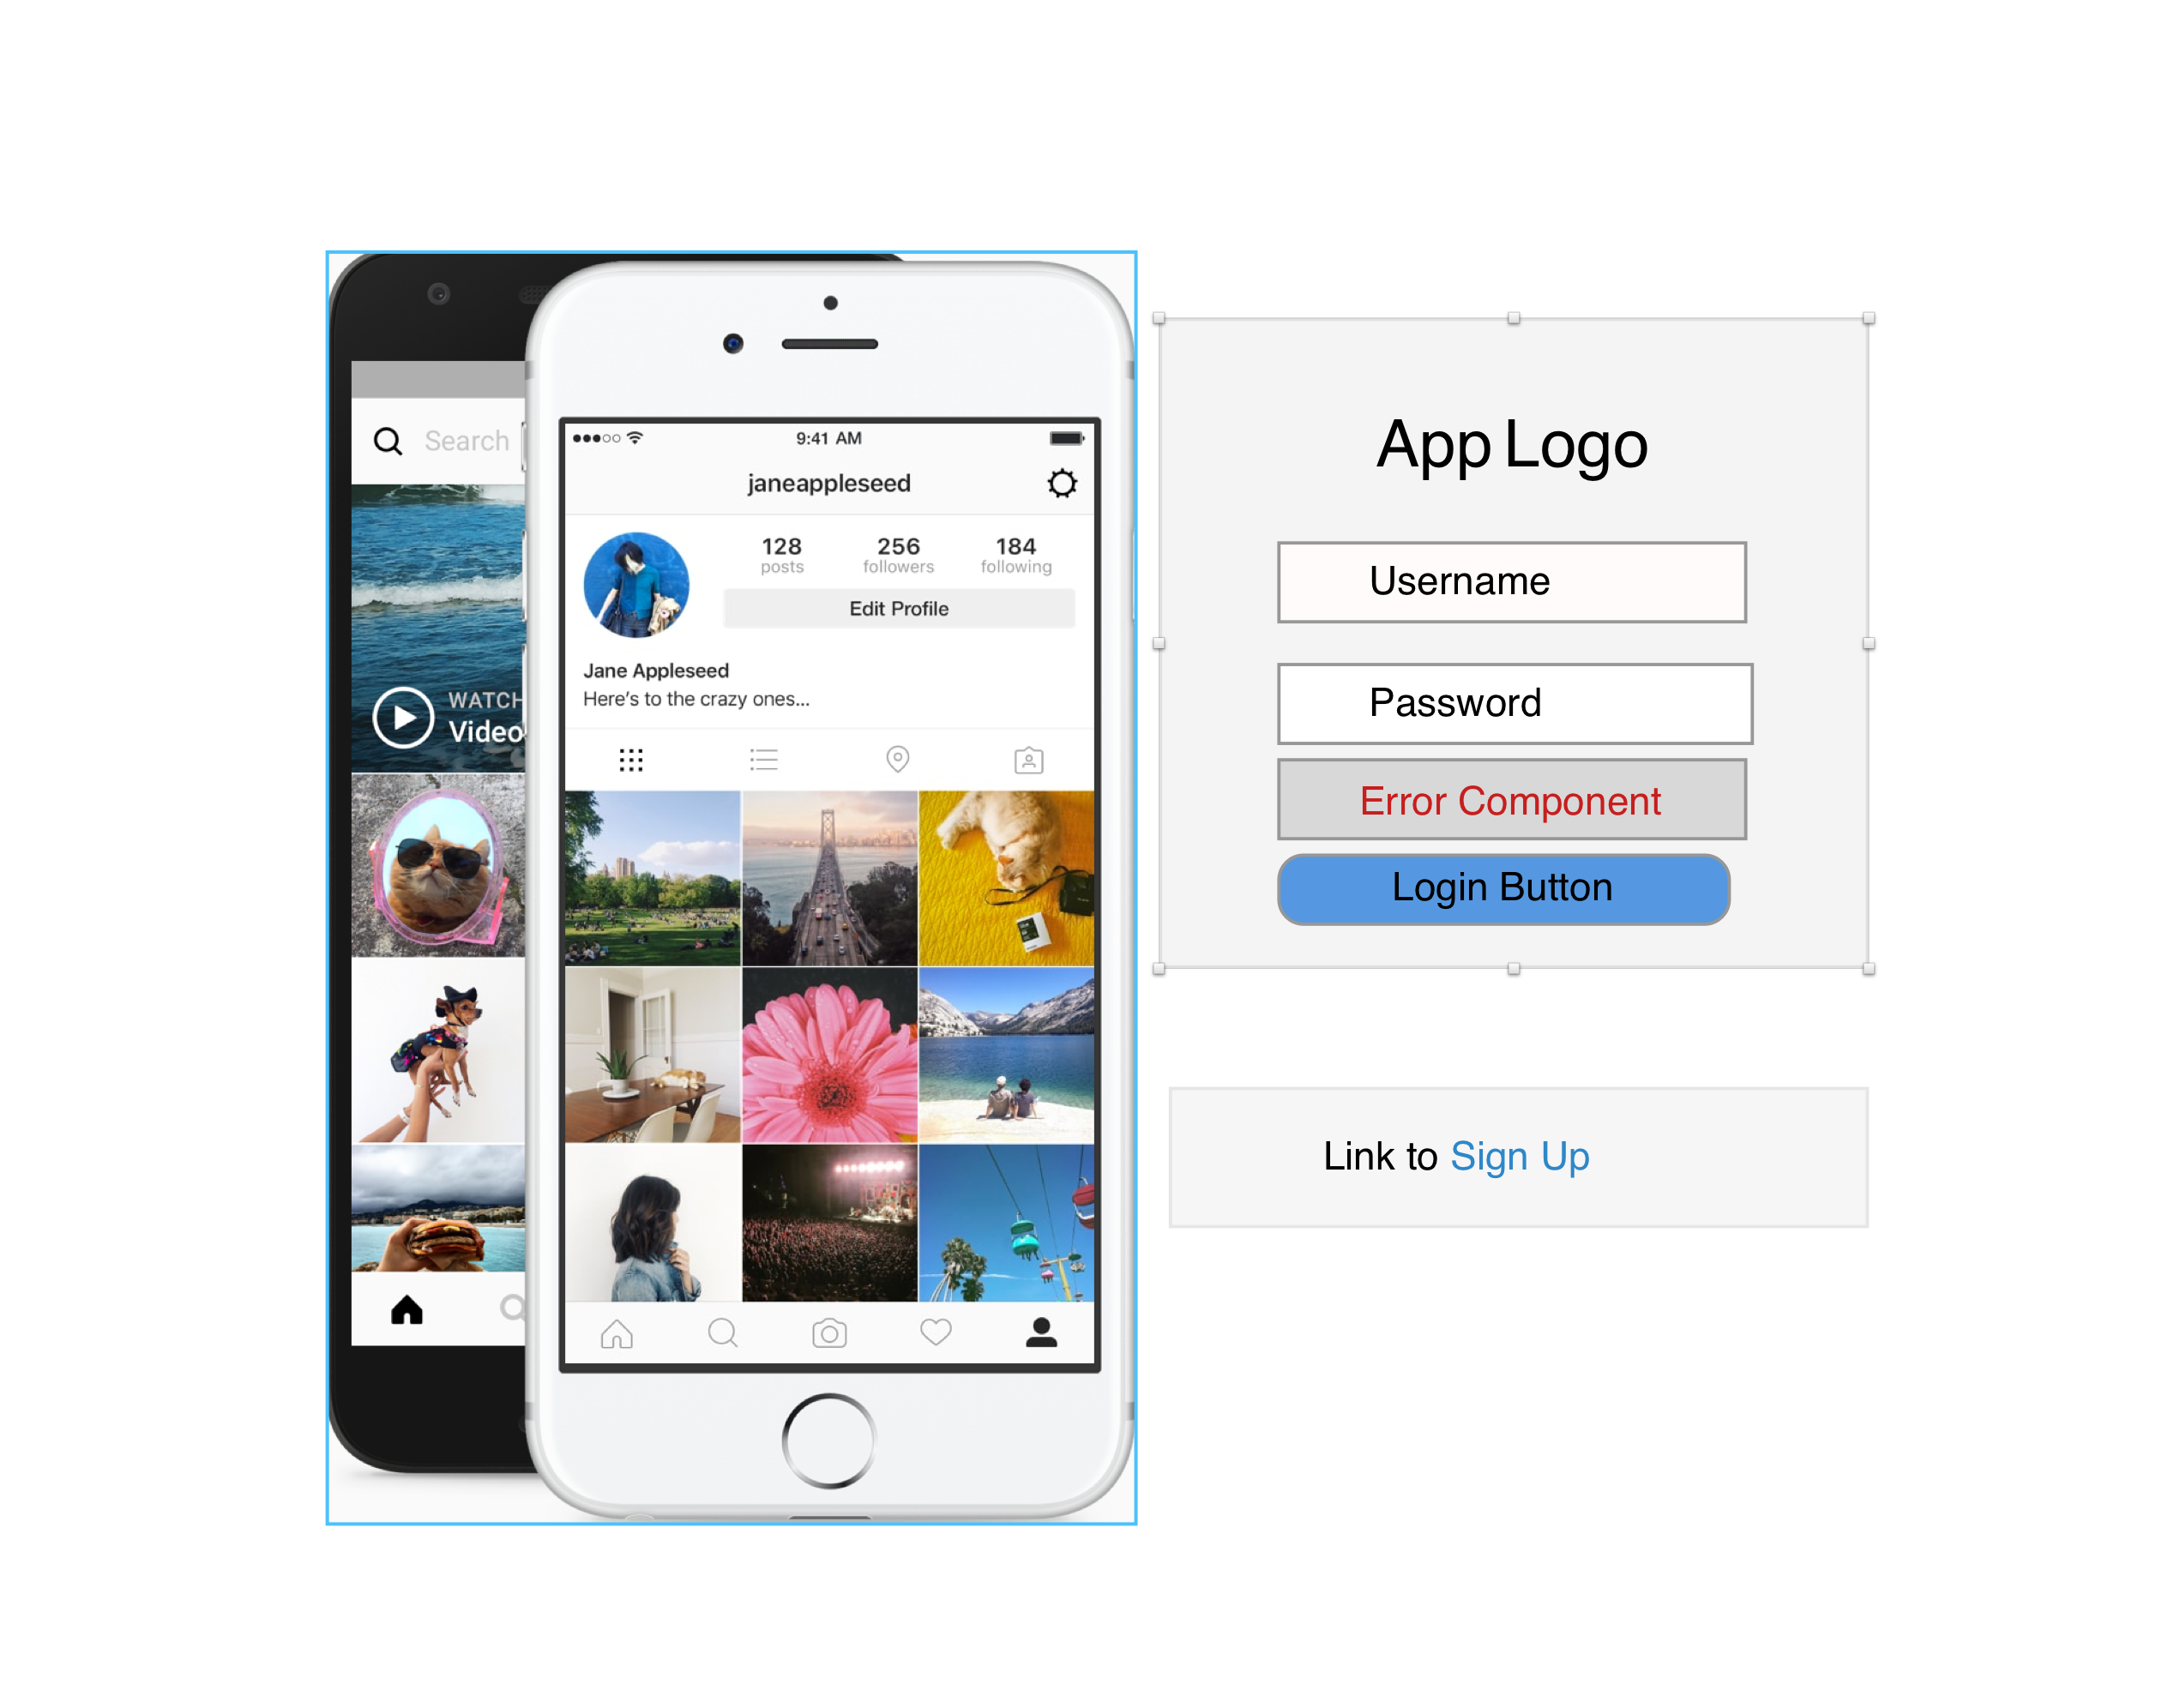 Search
WATCH
Video
9:41 AM
janeappleseed
128 256 184
posts followers following
Edit Profile
Jane Appleseed
Here's to the crazy ones...
App Logo
Username
Password
Error Component
Login Button
Link to Sign Up